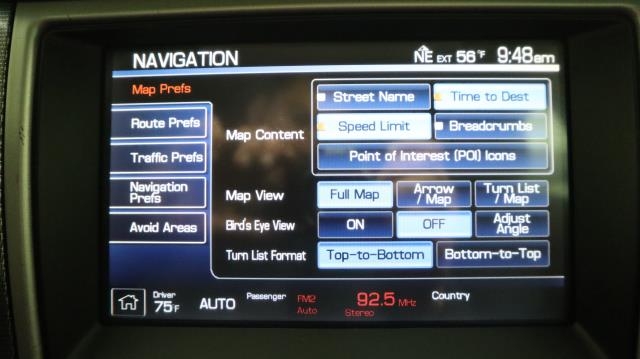 NAVIGATION
NE EXT 56°F 9:48am
Map Prefs
Route Prefs
Traffic Prefs
Navigation
Prefs
Avoid Areas
Map Content
Street Name
Time to Dest
Speed Limit
Breadcrumbs
Point of Interest (POI) Icons
Map View
Full Map
Arrow
/ Map
Turn List
/ Map
Bird's Eye View
ON
OFF
Adjust
Angle
Turn List Format
Top-to-Bottom
Bottom-to-Top
Driver
75°F
AUTO
Passenger
FM2
Auto
92.5 MHz
Stereo
Country